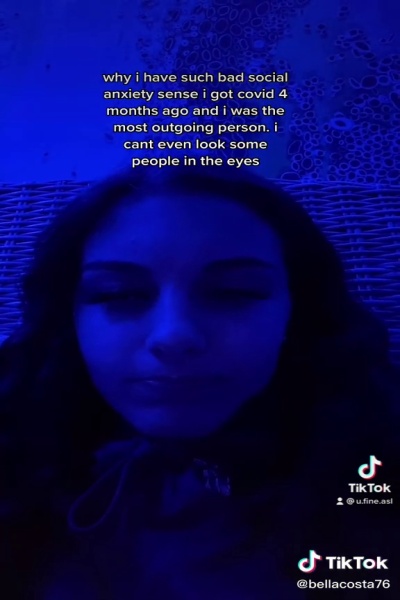 why i have such bad social
anxiety sense i got covid 4
months ago and i was the
most outgoing person. i
cant even look some
people in the eyes
TikTok
@u.fine.asl
TikTok
@bellacosta76